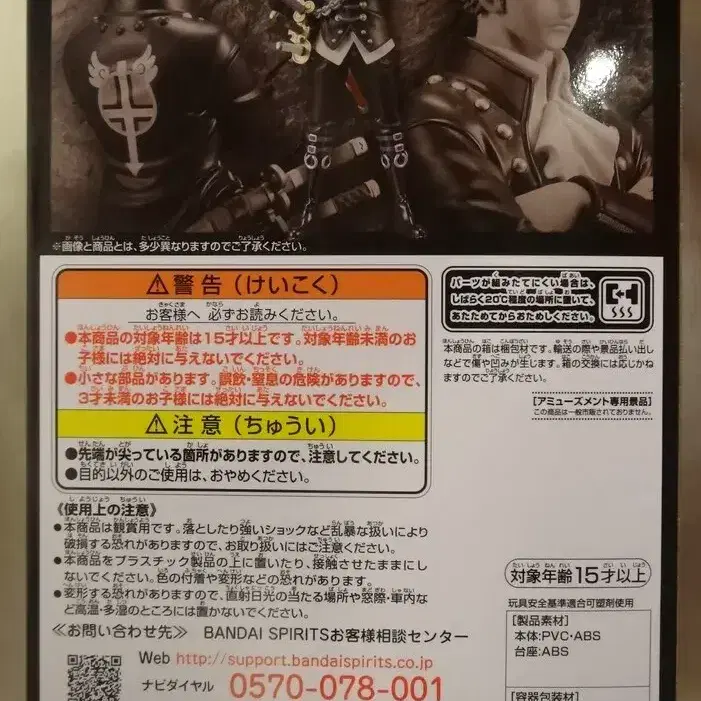 ※画像と商品とは、多少異なりますのでご了承ください。
⚠警告(けいこく)
お客様へ 必ずお読みください。
●本商品の対象年齢は15才以上です。対象年齢未満のお
子様には絶対に与えないでください。
●小さな部品があります。誤飲・窒息の危険がありますので、
3才未満のお子様には絶対に与えないでください。
⚠注意(ちゅうい)
●先端が尖っている箇所がありますので、注意してください。
●目的以外のご使用は、おやめください。
《使用上の注意》
●本商品は観賞用です。落としたり強いショックなど乱暴な扱いにより
破損する恐れがありますので、お取り扱いにはご注意ください。
●本商品をプラスチック製品の上に置いたり、接触させたままにし
ないでください。色の付着や変形などの恐れがあります。
●変形する恐れがありますので、直射日光の当たる場所や窓際・車内な
ど高温・多湿のところには置かないでください。
≪お問い合わせ先≫ BANDAI SPIRITSお客様相談センター
Web http://support.bandaispirits.co.jp
ナビダイヤル 0570-078-001
パーツが組みたてにくい場合は、
しばらく20℃程度の場所に置いて、
あたためてからおためしください。
本商品の箱は梱包材です。輸送の際や景品払い出し
などで傷や凹みが生じます。箱の交換には応じかね
ますのでご了承ください。
[アミューズメント専用景品]
この商品は一般市販されておりません。
対象年齢15才以上
玩具安全基準適合可塑剤使用
[製品素材]
本体:PVC・ABS
台座:ABS
[容器包装材]